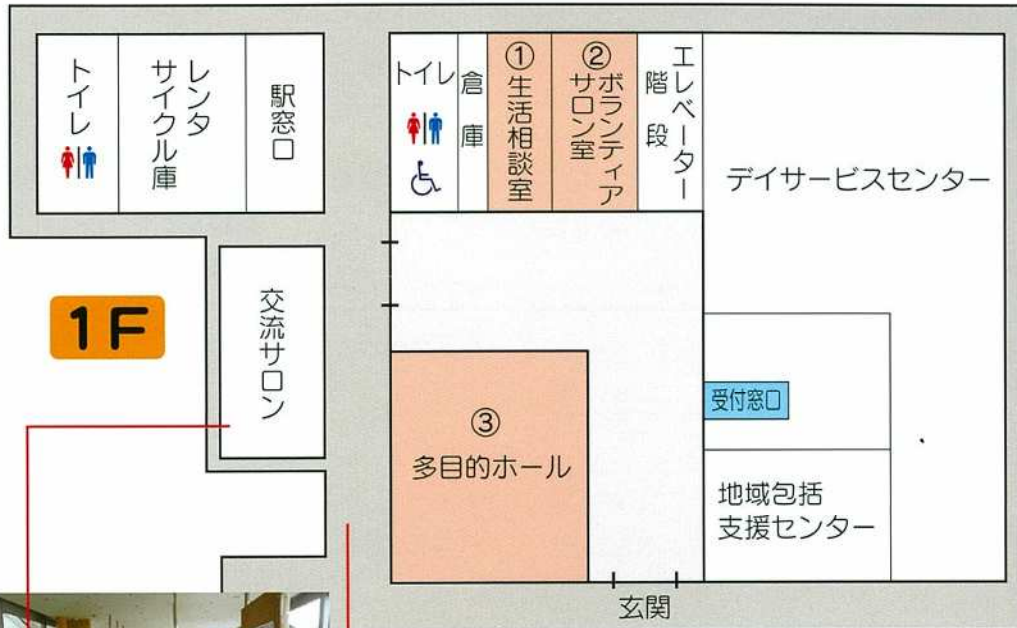 トイレ
レンタ
サイクル庫
駅窓口
トイレ
倉庫
①生活相談室
②ボランティア
サロン室
エレベーター
階段
デイサービスセンター
1F
交流サロン
受付窓口
③
多目的ホール
地域包括
支援センター
玄関